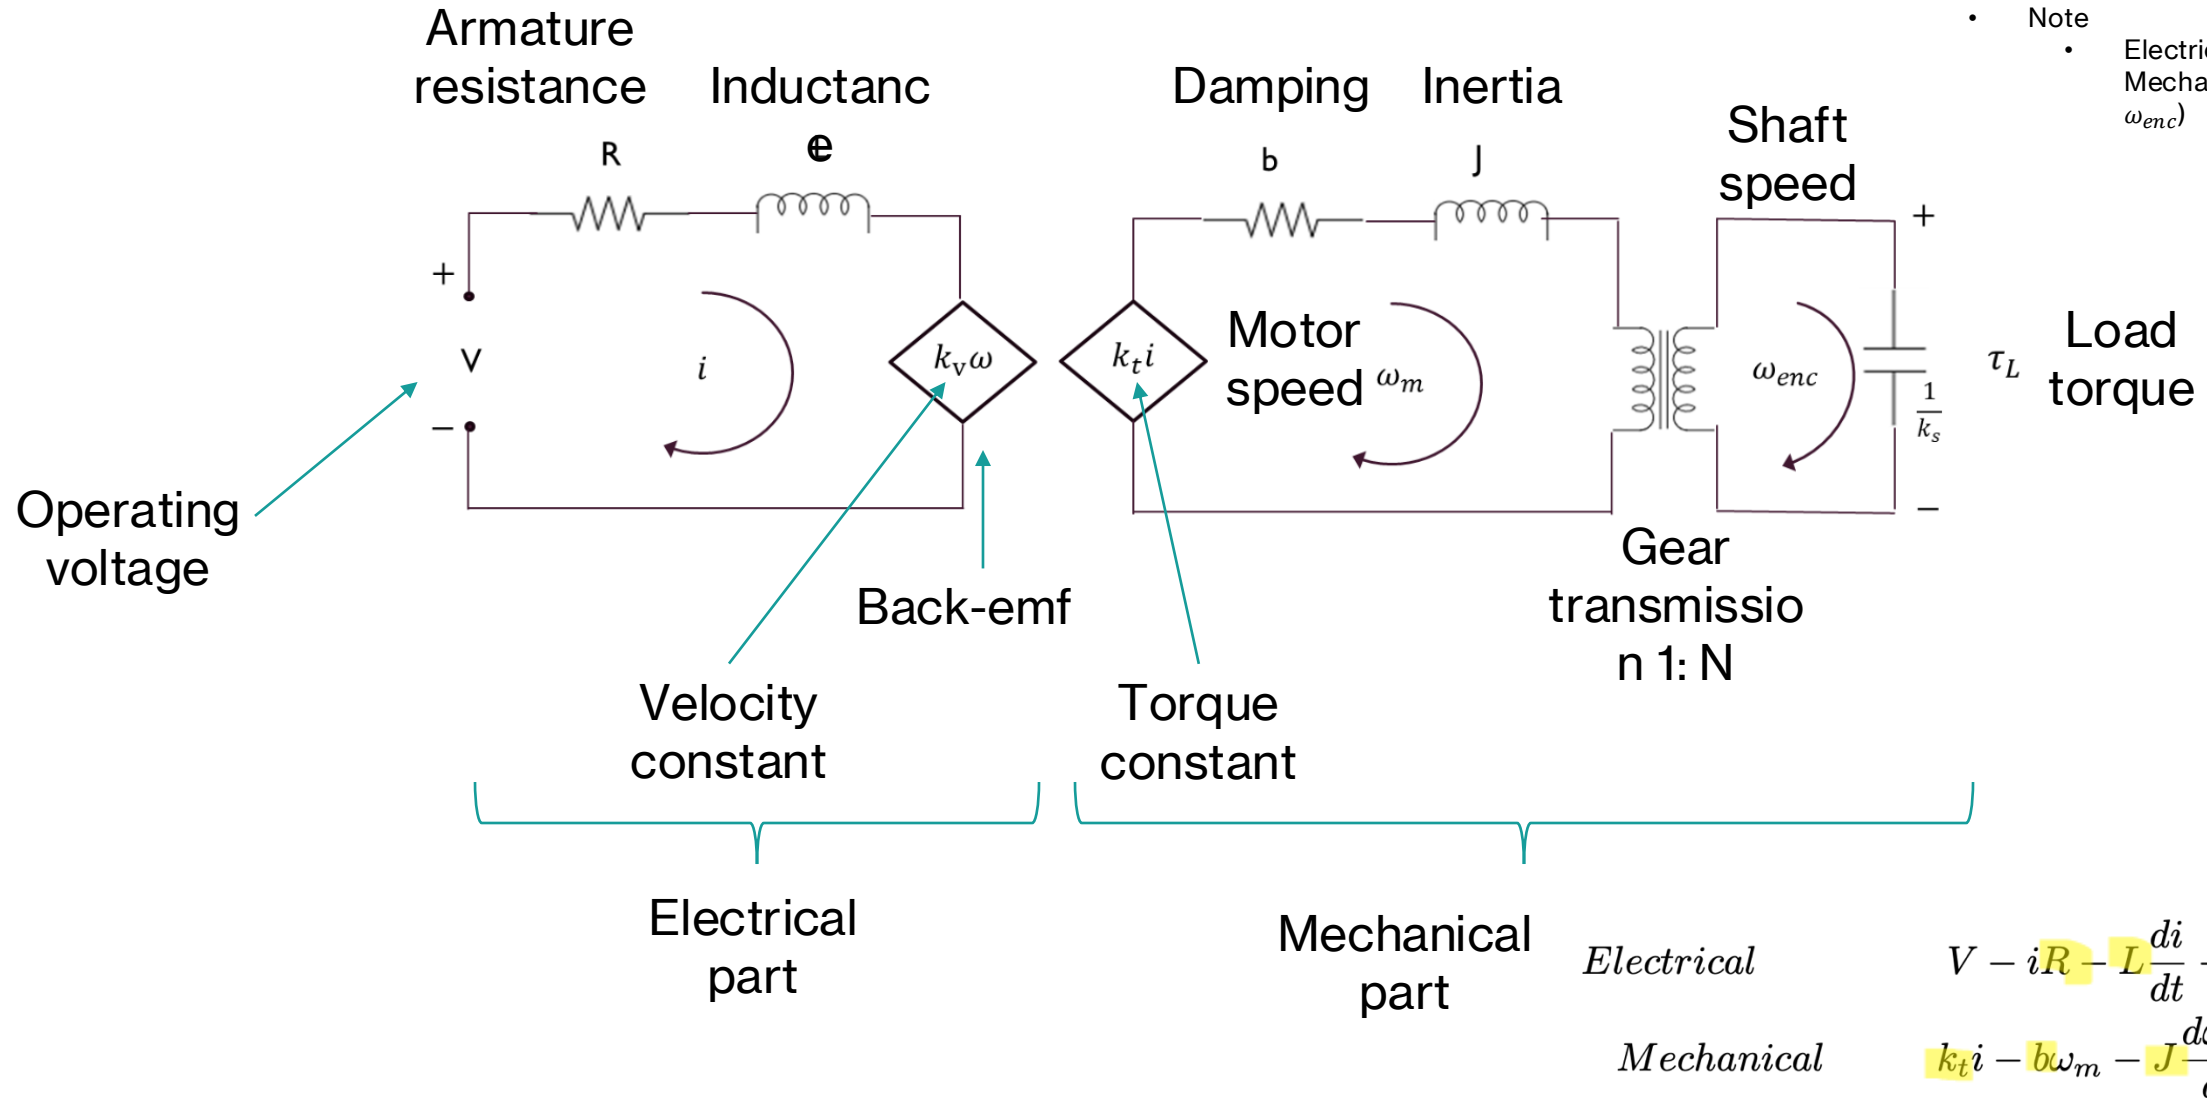 Armature
resistance
Inductanc
e
R
Damping
b
Inertia
J
Shaft
speed
• Note
•
ω_enc)
+
V
−
i
k_v ω
k_t i
Motor
speed ω_m
ω_enc
+
1/k_s
−
τ_L
Load
torque
Operating
voltage
Back-emf
Gear
transmissio
n 1: N
Velocity
constant
Torque
constant
Electrical
part
Mechanical
part
Electrical V − iR − L di/dt
Mechanical k_t i − bω_m − J